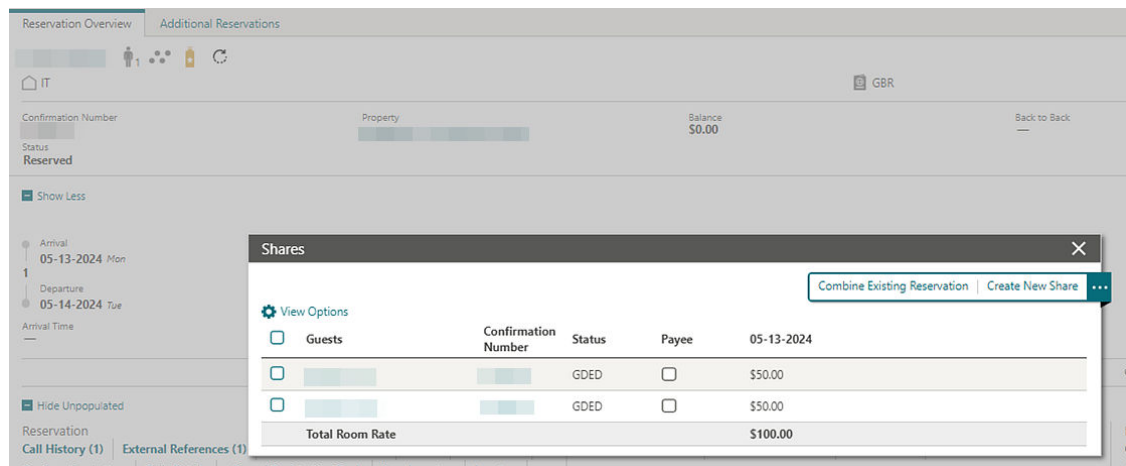 Reservation Overview Additional Reservations
1
IT GBR
Confirmation Number Property Balance Back to Back
$0.00 —
Status
Reserved
Show Less
Arrival
05-13-2024 Mon
1
Departure
05-14-2024 Tue
Arrival Time
—
Shares
Combine Existing Reservation | Create New Share ...
View Options
Guests Confirmation Number Status Payee 05-13-2024
GDED $50.00
GDED $50.00
Total Room Rate $100.00
Hide Unpopulated
Reservation
Call History (1) External References (1)